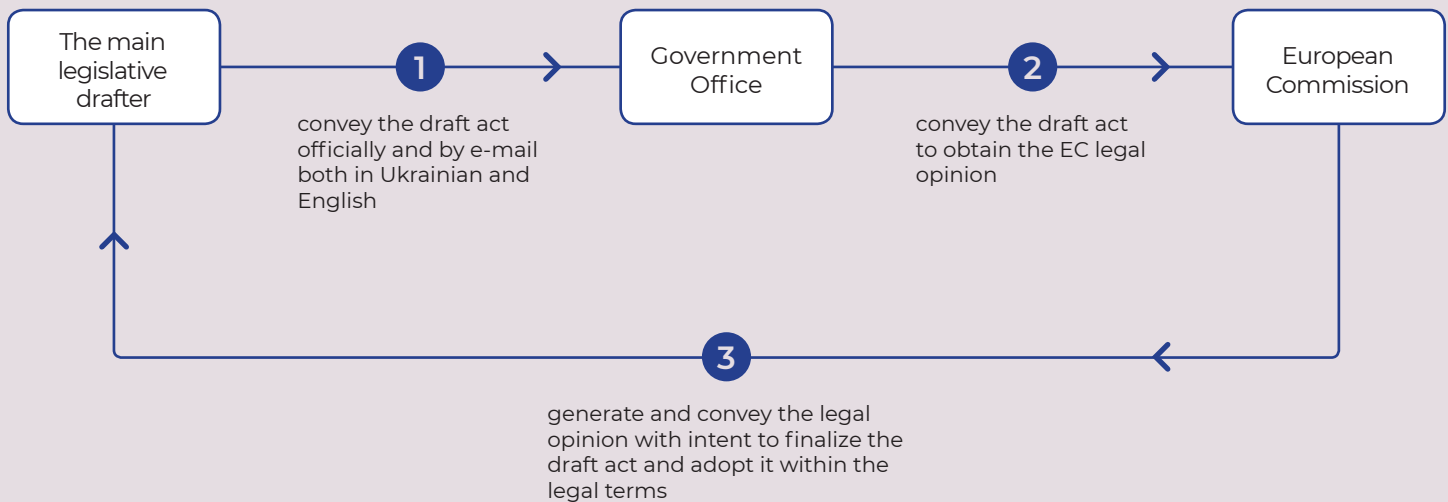 The main
legislative
drafter
1
convey the draft act
officially and by e-mail
both in Ukrainian and
English
Government
Office
2
convey the draft act
to obtain the EC legal
opinion
European
Commission
3
generate and convey the legal
opinion with intent to finalize the
draft act and adopt it within the
legal terms